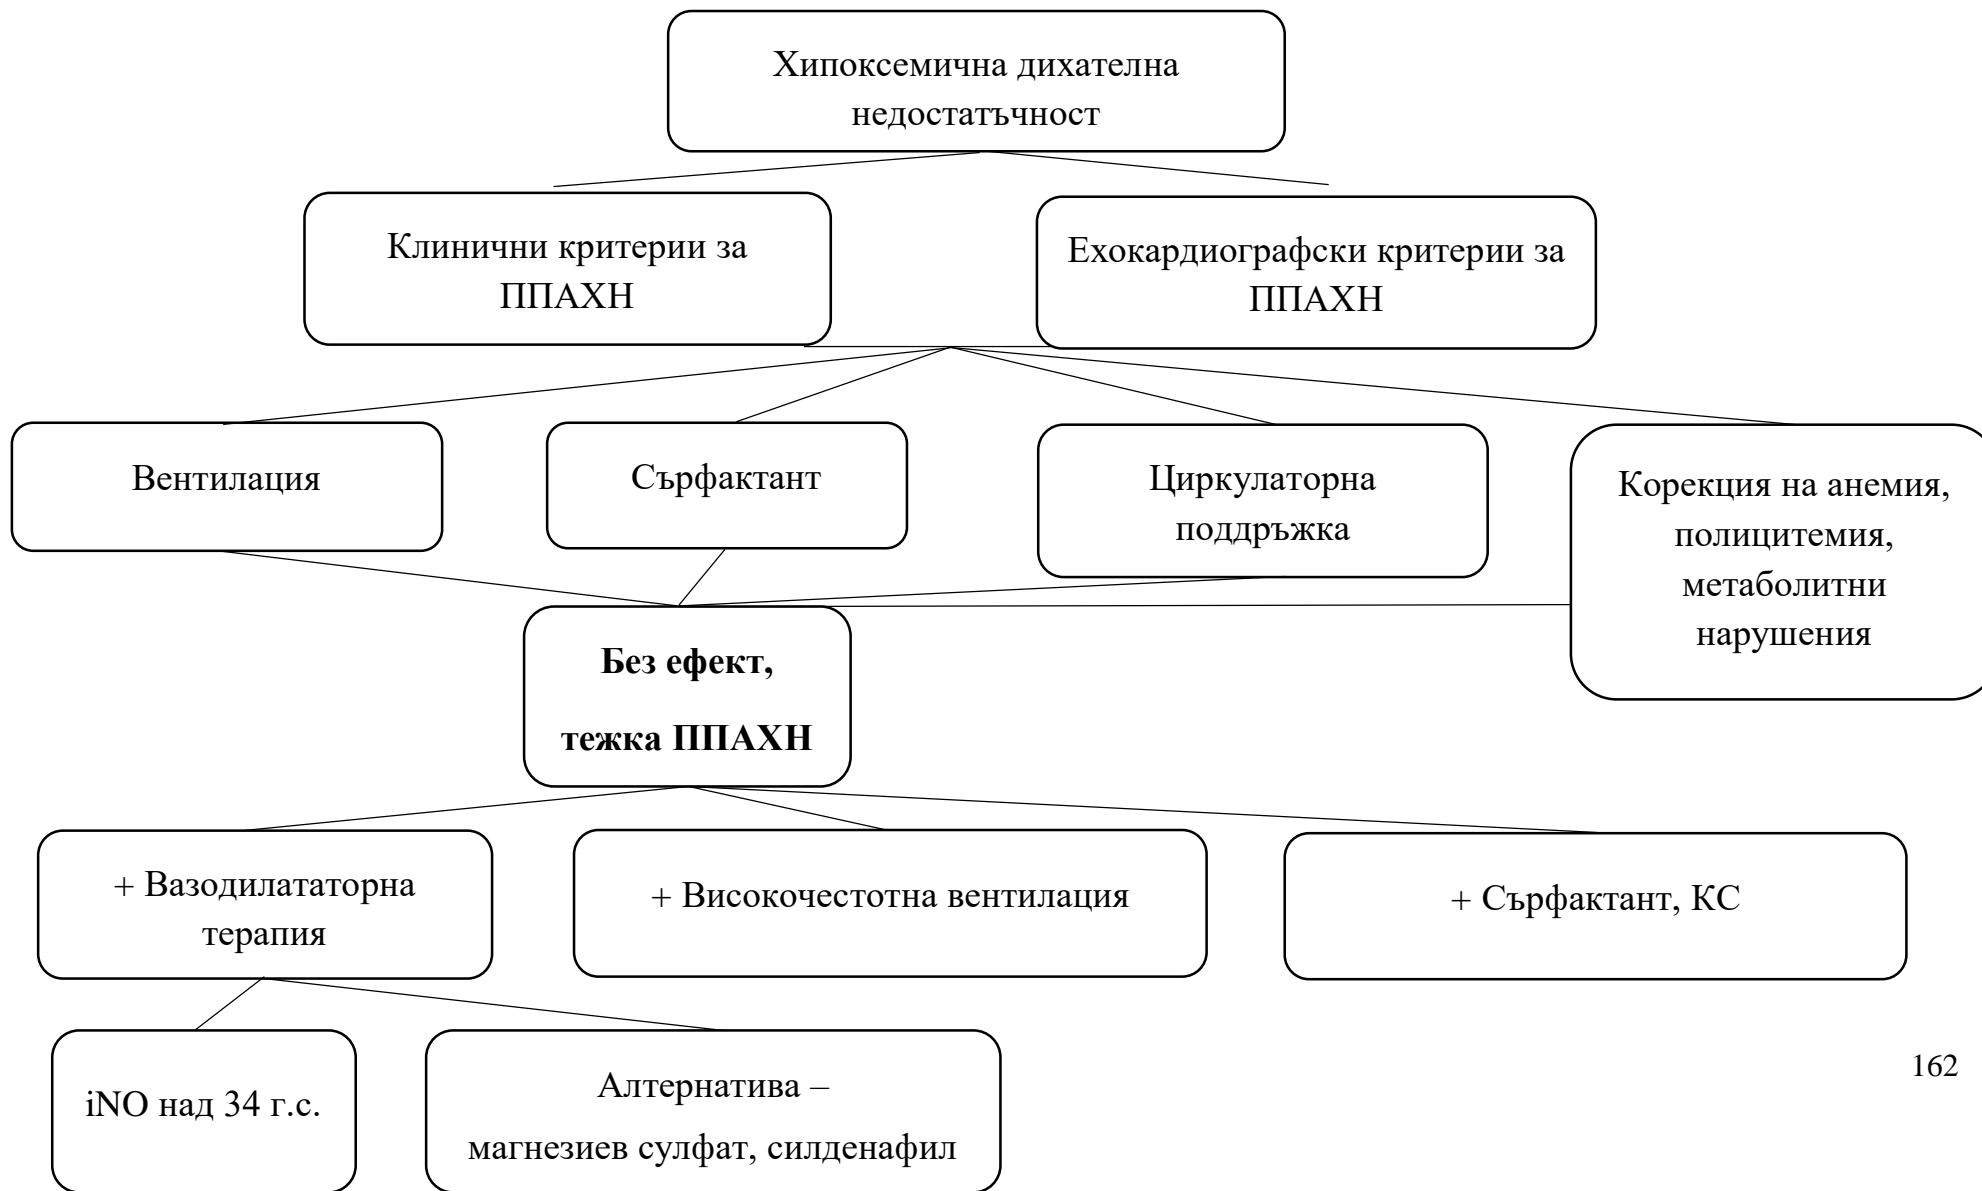 Хипоксемична дихателна
недостатъчност
Клинични критерии за
ППАХН
Ехокардиографски критерии за
ППАХН
Вентилация
Сърфактант
Циркулаторна
поддръжка
Корекция на анемия,
полицитемия,
метаболитни
нарушения
Без ефект,
тежка ППАХН
+ Вазодилататорна
терапия
+ Високочестотна вентилация
+ Сърфактант, КС
iNO над 34 г.с.
Алтернатива –
магнезиев сулфат, силденафил
162